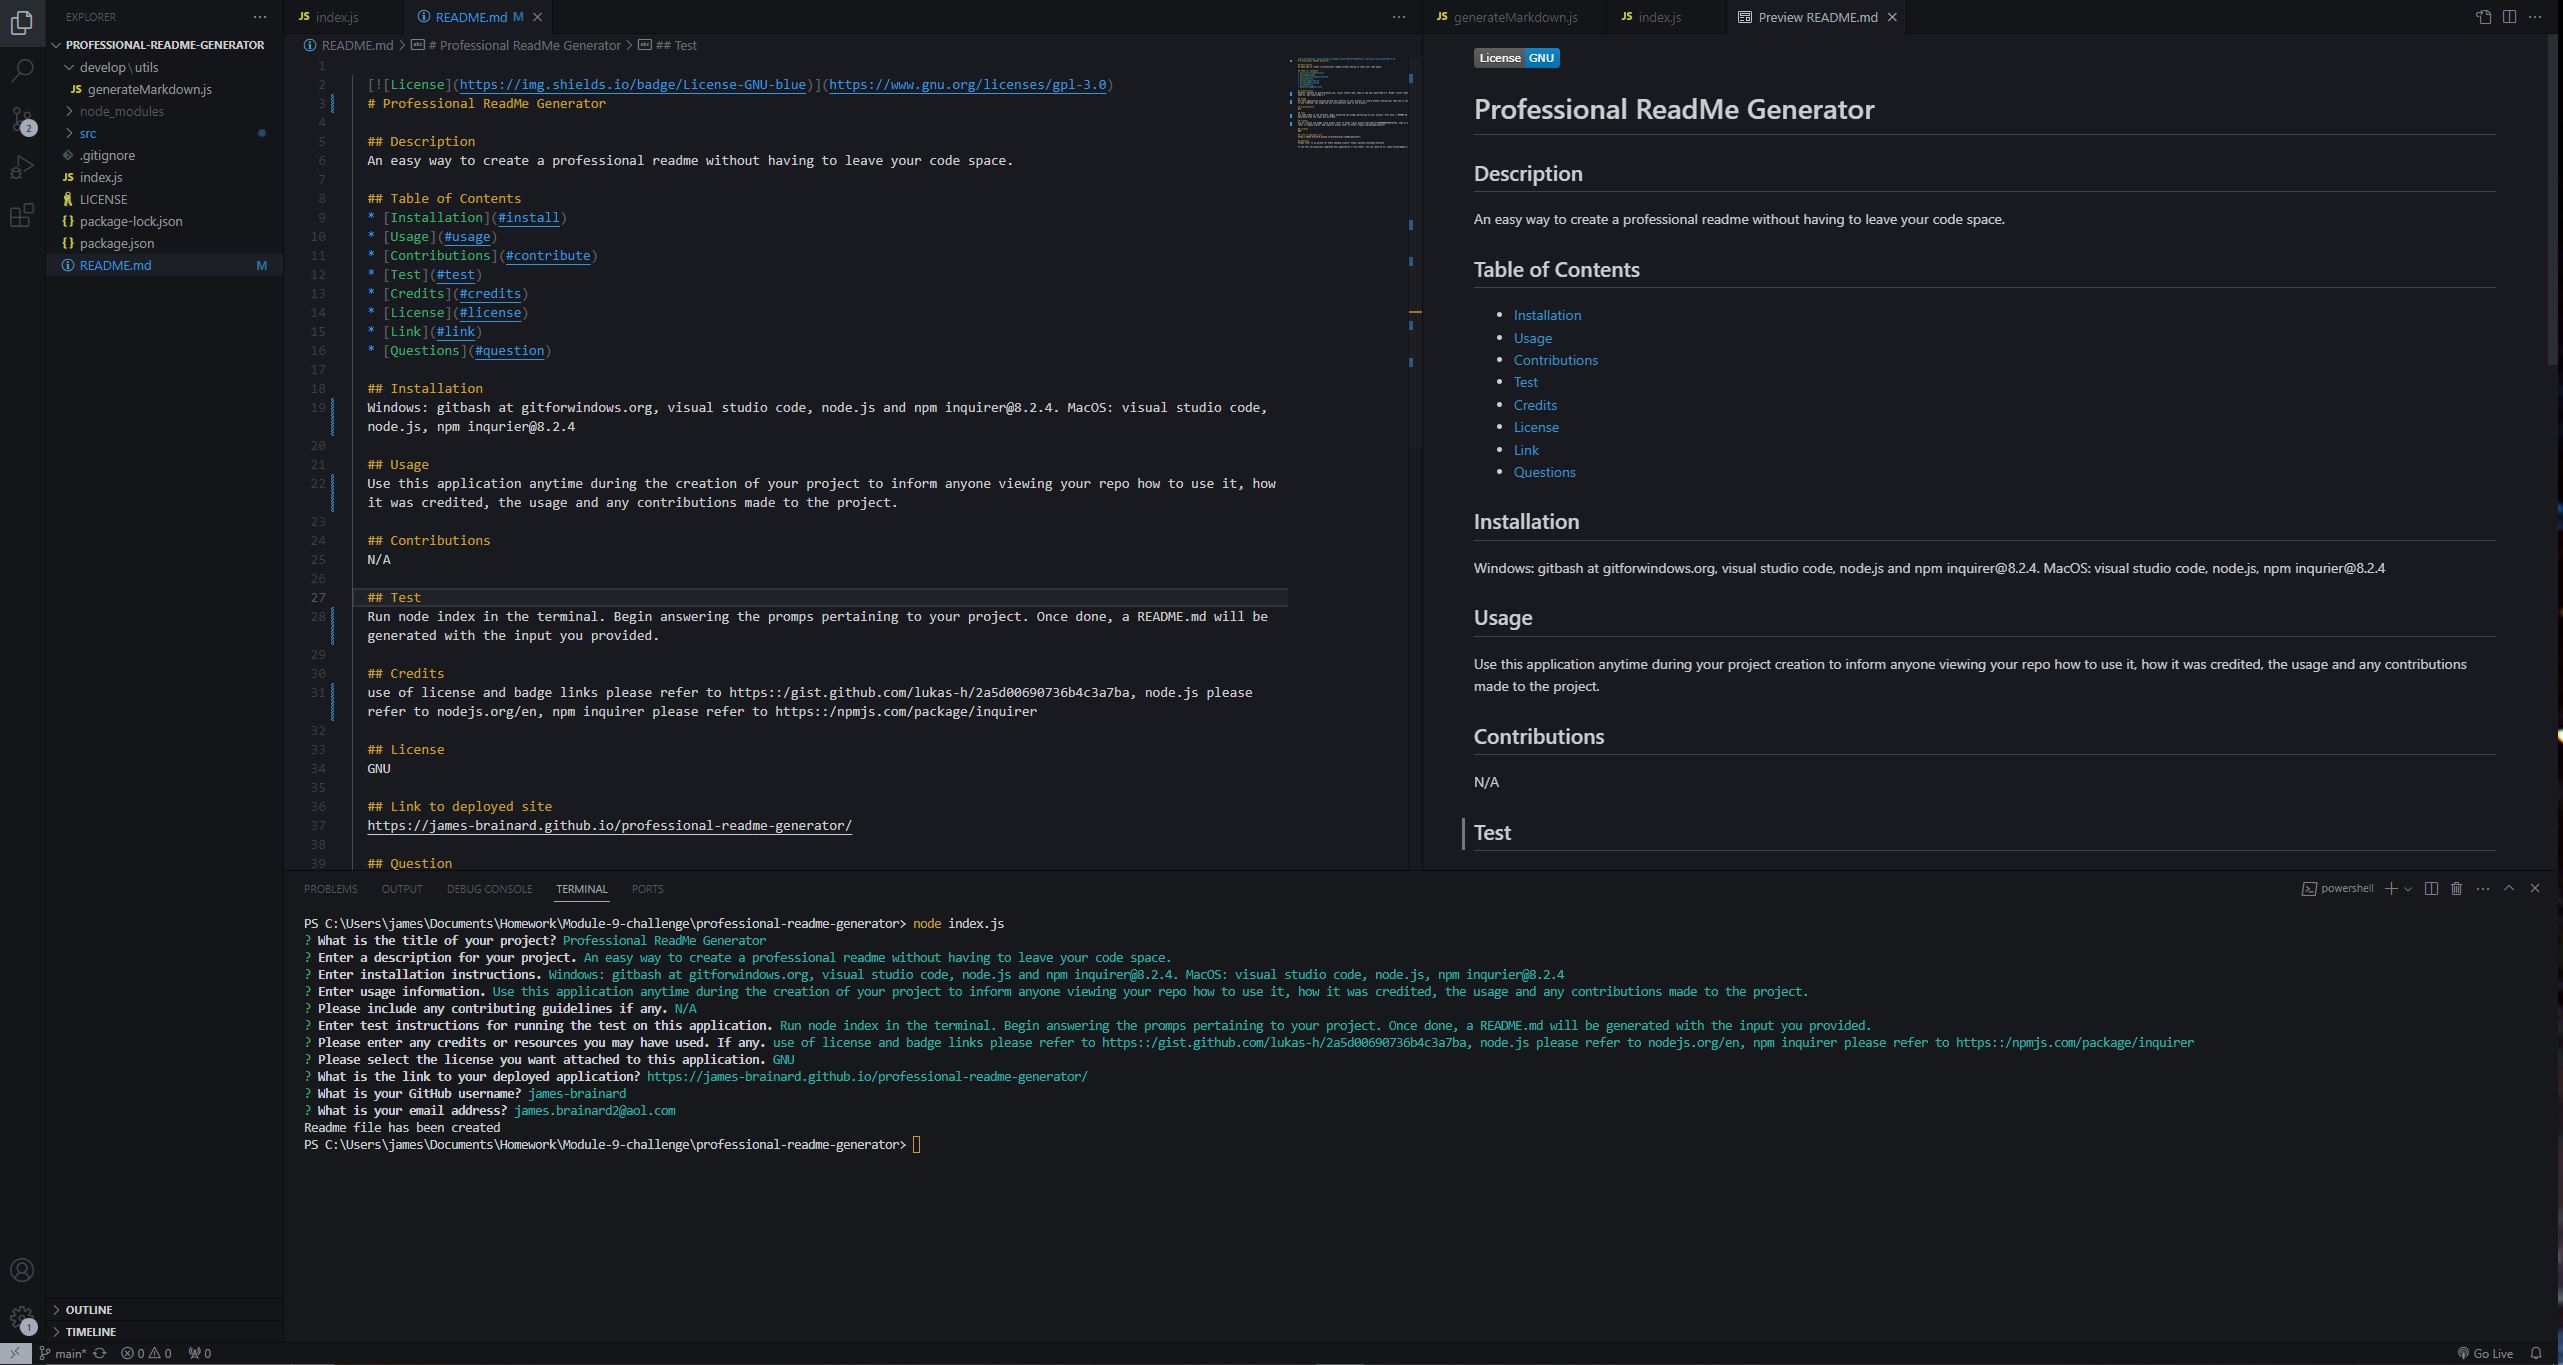 EXPLORER
PROFESSIONAL-README-GENERATOR
develop \ utils
JS generateMarkdown.js
node_modules
src
.gitignore
JS index.js
LICENSE
{} package-lock.json
{} package.json
README.md M
OUTLINE
TIMELINE
JS index.js
README.md M
README.md > # Professional ReadMe Generator > ## Test
1
2 [![License](https://img.shields.io/badge/License-GNU-blue)](https://www.gnu.org/licenses/gpl-3.0)
3 # Professional ReadMe Generator
4
5 ## Description
6 An easy way to create a professional readme without having to leave your code space.
7
8 ## Table of Contents
9 * [Installation](#install)
10 * [Usage](#usage)
11 * [Contributions](#contribute)
12 * [Test](#test)
13 * [Credits](#credits)
14 * [License](#license)
15 * [Link](#link)
16 * [Questions](#question)
17
18 ## Installation
19 Windows: gitbash at gitforwindows.org, visual studio code, node.js and npm inquirer@8.2.4. MacOS: visual studio code,
node.js, npm inqurier@8.2.4
20
21 ## Usage
22 Use this application anytime during the creation of your project to inform anyone viewing your repo how to use it, how
it was credited, the usage and any contributions made to the project.
23
24 ## Contributions
25 N/A
26
27 ## Test
28 Run node index in the terminal. Begin answering the promps pertaining to your project. Once done, a README.md will be
generated with the input you provided.
29
30 ## Credits
31 use of license and badge links please refer to https::/gist.github.com/lukas-h/2a5d00690736b4c3a7ba, node.js please
refer to nodejs.org/en, npm inquirer please refer to https::/npmjs.com/package/inquirer
32
33 ## License
34 GNU
35
36 ## Link to deployed site
37 https://james-brainard.github.io/professional-readme-generator/
38
39 ## Question
JS generateMarkdown.js
JS index.js
Preview README.md
License GNU
Professional ReadMe Generator
Description
An easy way to create a professional readme without having to leave your code space.
Table of Contents
• Installation
• Usage
• Contributions
• Test
• Credits
• License
• Link
• Questions
Installation
Windows: gitbash at gitforwindows.org, visual studio code, node.js and npm inquirer@8.2.4. MacOS: visual studio code, node.js, npm inqurier@8.2.4
Usage
Use this application anytime during your project creation to inform anyone viewing your repo how to use it, how it was credited, the usage and any contributions
made to the project.
Contributions
N/A
Test
PROBLEMS OUTPUT DEBUG CONSOLE TERMINAL PORTS
powershell
PS C:\Users\james\Documents\Homework\Module-9-challenge\professional-readme-generator> node index.js
? What is the title of your project? Professional ReadMe Generator
? Enter a description for your project. An easy way to create a professional readme without having to leave your code space.
? Enter installation instructions. Windows: gitbash at gitforwindows.org, visual studio code, node.js and npm inquirer@8.2.4. MacOS: visual studio code, node.js, npm inqurier@8.2.4
? Enter usage information. Use this application anytime during the creation of your project to inform anyone viewing your repo how to use it, how it was credited, the usage and any contributions made to the project.
? Please include any contributing guidelines if any. N/A
? Enter test instructions for running the test on this application. Run node index in the terminal. Begin answering the promps pertaining to your project. Once done, a README.md will be generated with the input you provided.
? Please enter any credits or resources you may have used. If any. use of license and badge links please refer to https::/gist.github.com/lukas-h/2a5d00690736b4c3a7ba, node.js please refer to nodejs.org/en, npm inquirer please refer to https::/npmjs.com/package/inquirer
? Please select the license you want attached to this application. GNU
? What is the link to your deployed application? https://james-brainard.github.io/professional-readme-generator/
? What is your GitHub username? james-brainard
? What is your email address? james.brainard2@aol.com
Readme file has been created
PS C:\Users\james\Documents\Homework\Module-9-challenge\professional-readme-generator>
2
1
main* 0 0 0
Go Live